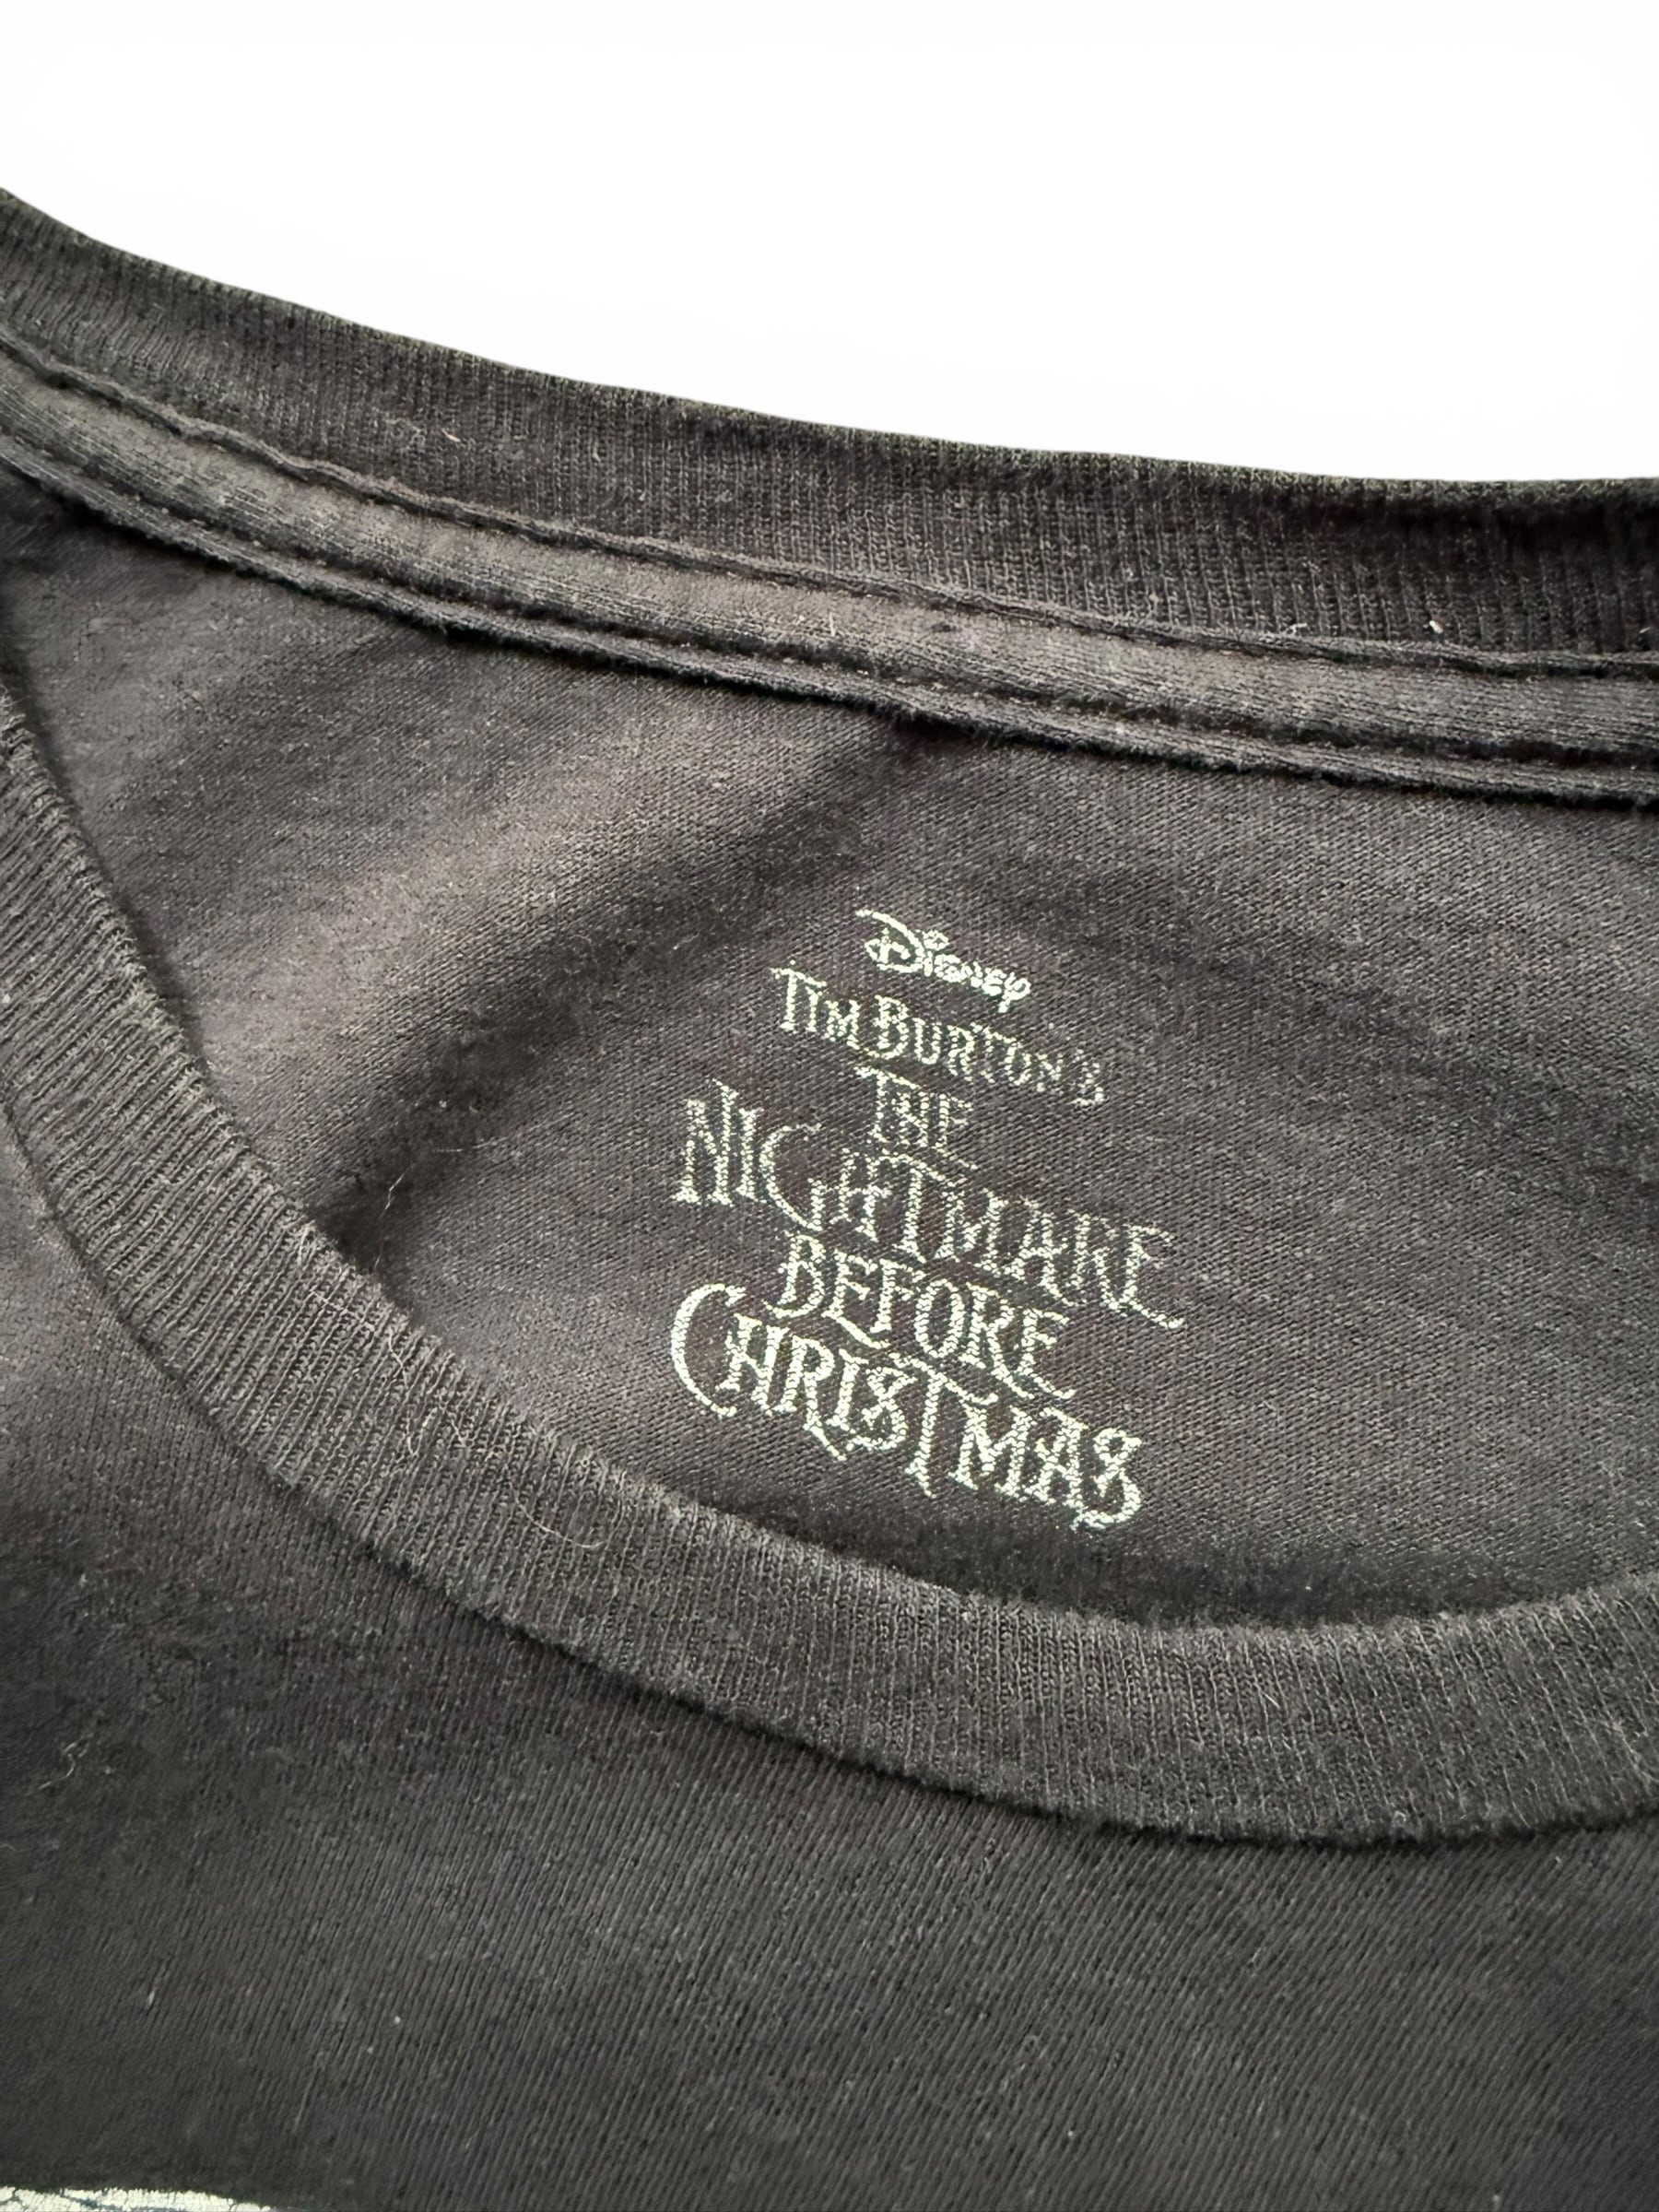 Disney
TIM BURTON'S
THE
NIGHTMARE
BEFORE
CHRISTMAS